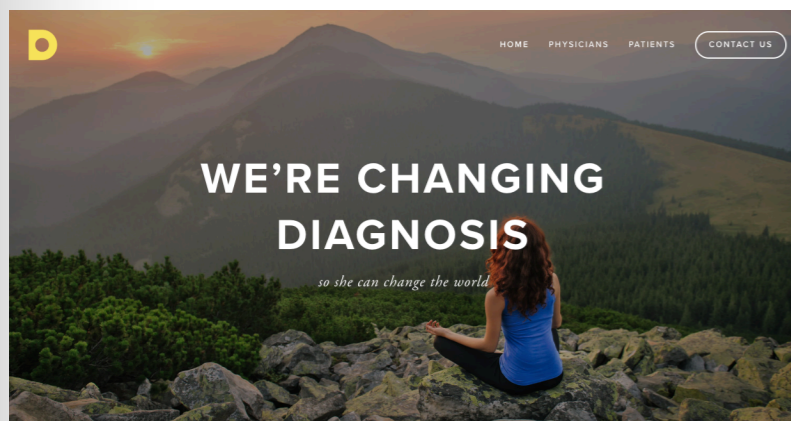 D
HOME PHYSICIANS PATIENTS CONTACT US
WE’RE CHANGING
DIAGNOSIS
so she can change the world